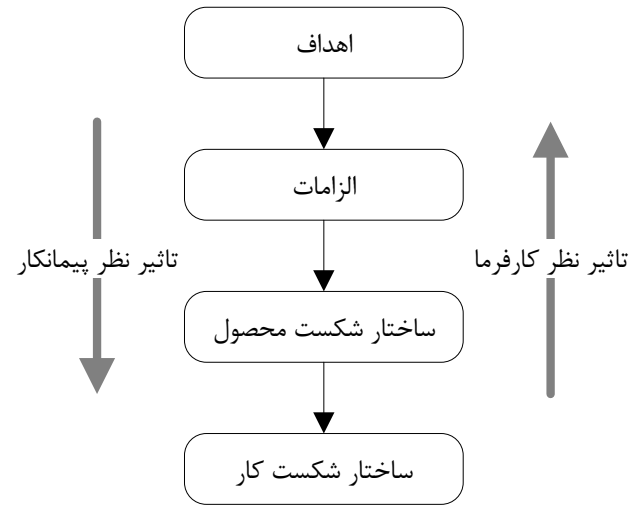 اهداف
الزامات
تاثیر نظر کارفرما
تاثیر نظر پیمانکار
ساختار شکست محصول
ساختار شکست کار